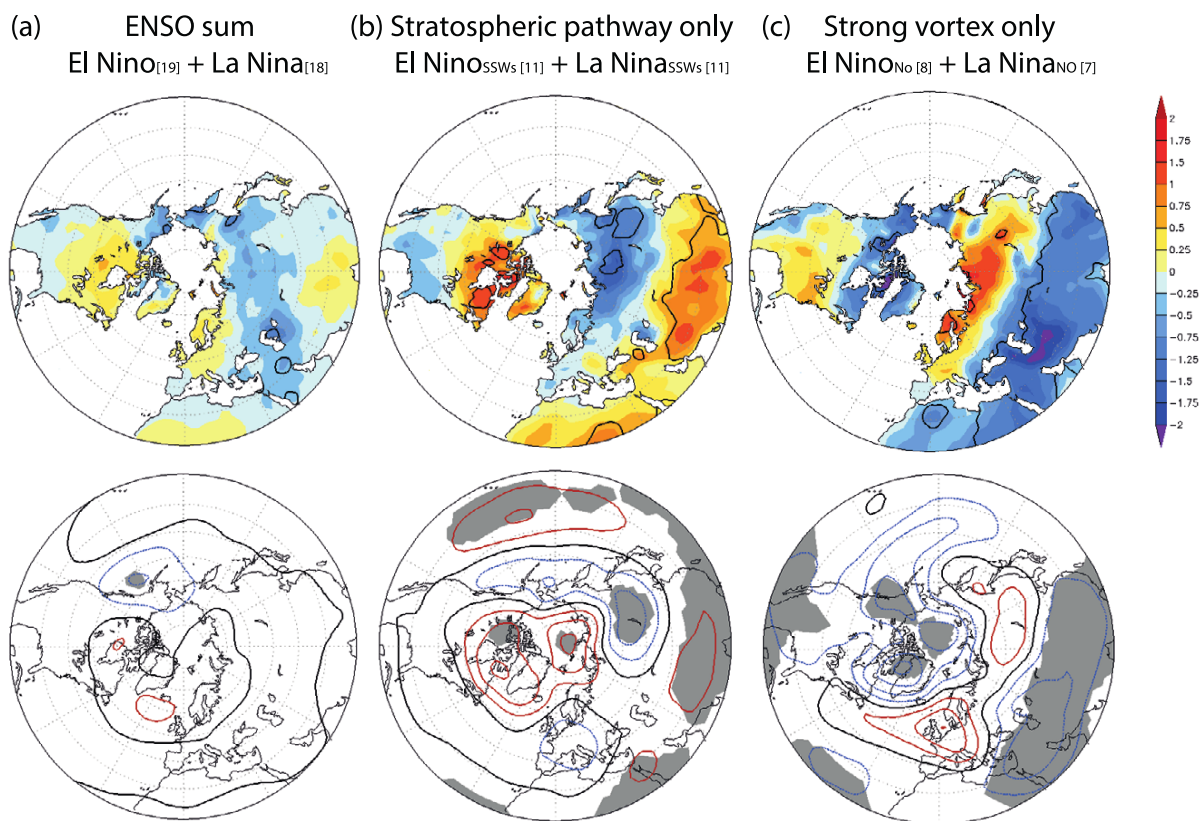 (a) ENSO sum
El Nino[19] + La Nina[18]
(b) Stratospheric pathway only
El NinoSSWs [11] + La NinaSSWs [11]
(c) Strong vortex only
El NinoNo [8] + La NinaNO [7]
2
1.75
1.5
1.25
1
0.75
0.5
0.25
0
−0.25
−0.5
−0.75
−1
−1.25
−1.5
−1.75
−2